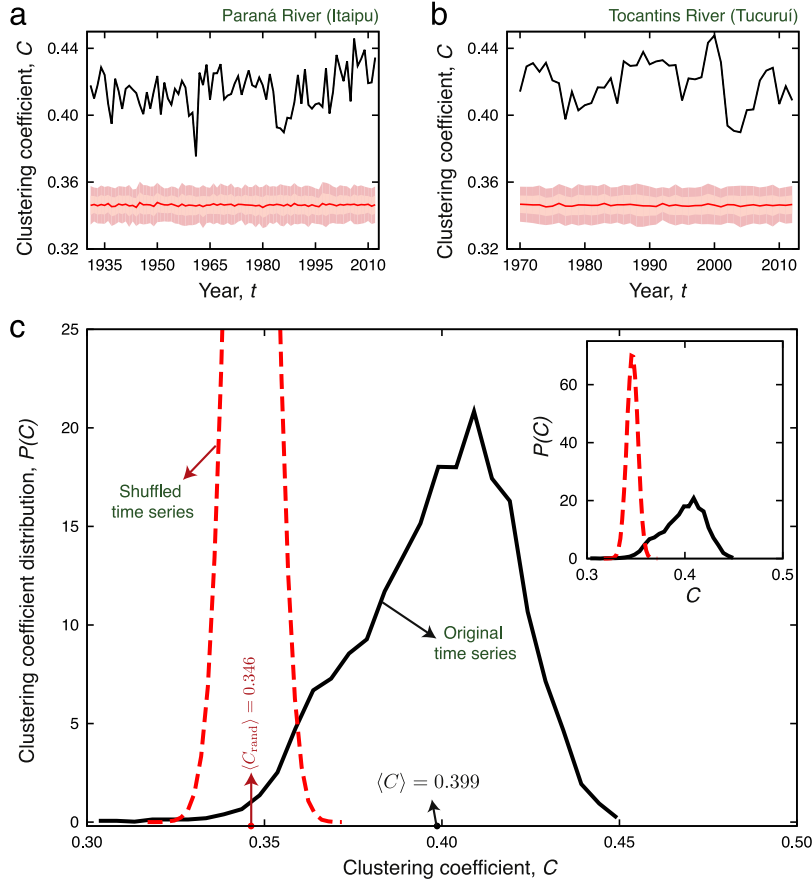 a
Paraná River (Itaipu)
Clustering coefficient, C
0.44
0.40
0.36
0.32
1935 1950 1965 1980 1995 2010
Year, t
b
Tocantins River (Tucuruí)
Clustering coefficient, C
0.44
0.40
0.36
0.32
1970 1980 1990 2000 2010
Year, t
c
Clustering coefficient distribution, P(C)
25
20
15
10
5
0
Shuffled
time series
Original
time series
⟨C_rand⟩ = 0.346
⟨C⟩ = 0.399
0.30 0.35 0.40 0.45 0.50
Clustering coefficient, C
P(C)
60
40
20
0
0.3 0.4 0.5
C